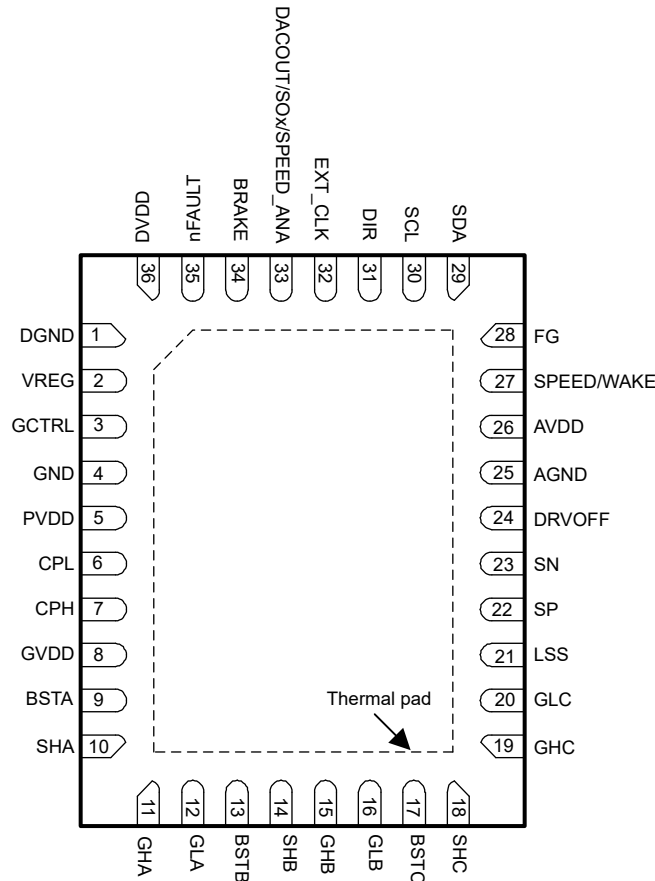 DVDD
nFAULT
BRAKE
DACOUT/SOx/SPEED_ANA
EXT_CLK
DIR
SCL
SDA
36
35
34
33
32
31
30
29
DGND 1
VREG 2
GCTRL 3
GND 4
PVDD 5
CPL 6
CPH 7
GVDD 8
BSTA 9
SHA 10
28 FG
27 SPEED/WAKE
26 AVDD
25 AGND
24 DRVOFF
23 SN
22 SP
21 LSS
20 GLC
19 GHC
Thermal pad
11
12
13
14
15
16
17
18
GHA
GLA
BSTB
SHB
GHB
GLB
BSTC
SHC